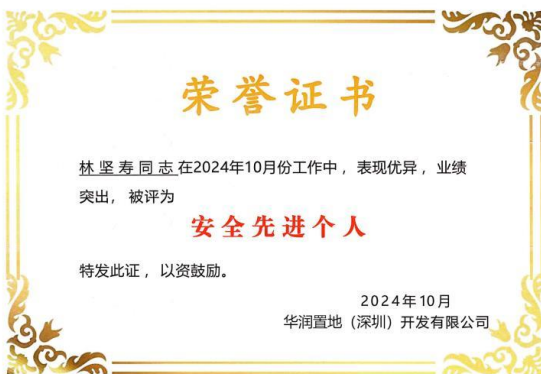 荣誉证书
林坚寿同志在2024年10月份工作中，表现优异，业绩
突出，被评为
安全先进个人
特发此证，以资鼓励。
2024年10月
华润置地（深圳）开发有限公司